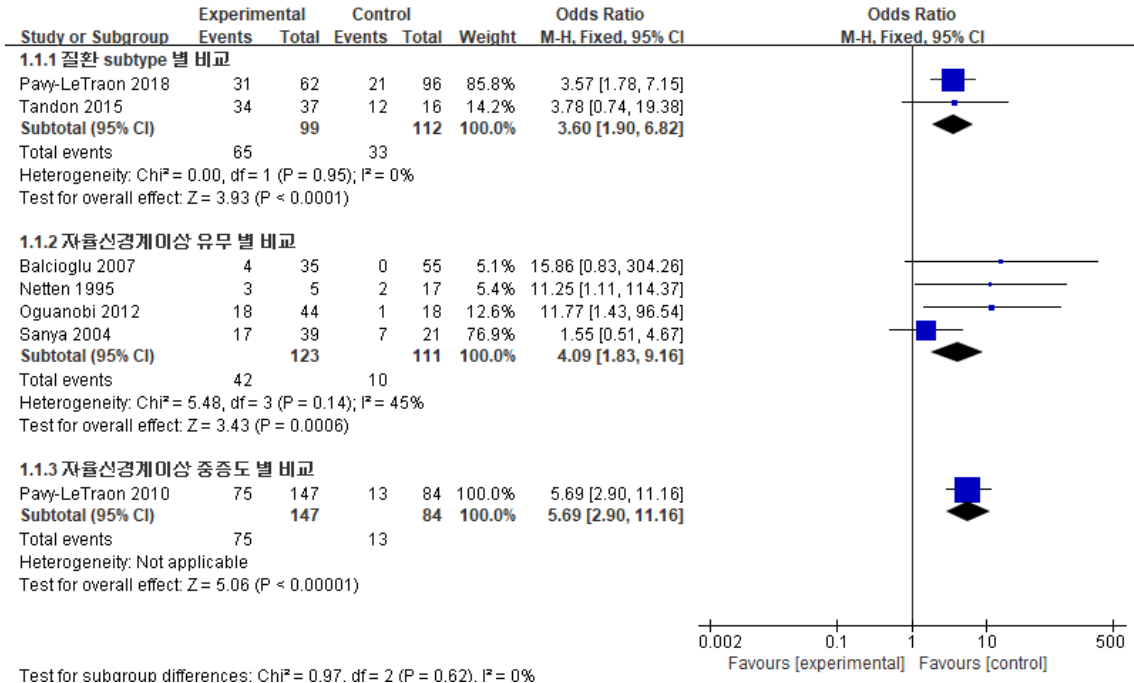 Experimental Control Odds Ratio Odds Ratio
Study or Subgroup Events Total Events Total Weight M-H, Fixed, 95% CI M-H, Fixed, 95% CI
1.1.1 질환 subtype 별 비교
Pavy-LeTraon 2018 31 62 21 96 85.8% 3.57 [1.78, 7.15]
Tandon 2015 34 37 12 16 14.2% 3.78 [0.74, 19.38]
Subtotal (95% CI) 99 112 100.0% 3.60 [1.90, 6.82]
Total events 65 33
Heterogeneity: Chi² = 0.00, df = 1 (P = 0.95); I² = 0%
Test for overall effect: Z = 3.93 (P < 0.0001)
1.1.2 자율신경계이상 유무 별 비교
Balcioglu 2007 4 35 0 55 5.1% 15.86 [0.83, 304.26]
Netten 1995 3 5 2 17 5.4% 11.25 [1.11, 114.37]
Oguanobi 2012 18 44 1 18 12.6% 11.77 [1.43, 96.54]
Sanya 2004 17 39 7 21 76.9% 1.55 [0.51, 4.67]
Subtotal (95% CI) 123 111 100.0% 4.09 [1.83, 9.16]
Total events 42 10
Heterogeneity: Chi² = 5.48, df = 3 (P = 0.14); I² = 45%
Test for overall effect: Z = 3.43 (P = 0.0006)
1.1.3 자율신경계이상 중증도 별 비교
Pavy-LeTraon 2010 75 147 13 84 100.0% 5.69 [2.90, 11.16]
Subtotal (95% CI) 147 84 100.0% 5.69 [2.90, 11.16]
Total events 75 13
Heterogeneity: Not applicable
Test for overall effect: Z = 5.06 (P < 0.00001)
0.002 0.1 1 10 500
Favours [experimental] Favours [control]
Test for subgroup differences: Chi² = 0.97, df = 2 (P = 0.62), I² = 0%